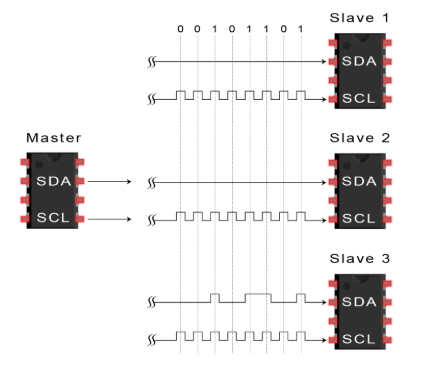 Slave 1
0 0 1 0 1 1 0 1
SDA
SCL
Master
SDA
SCL
Slave 2
SDA
SCL
Slave 3
SDA
SCL